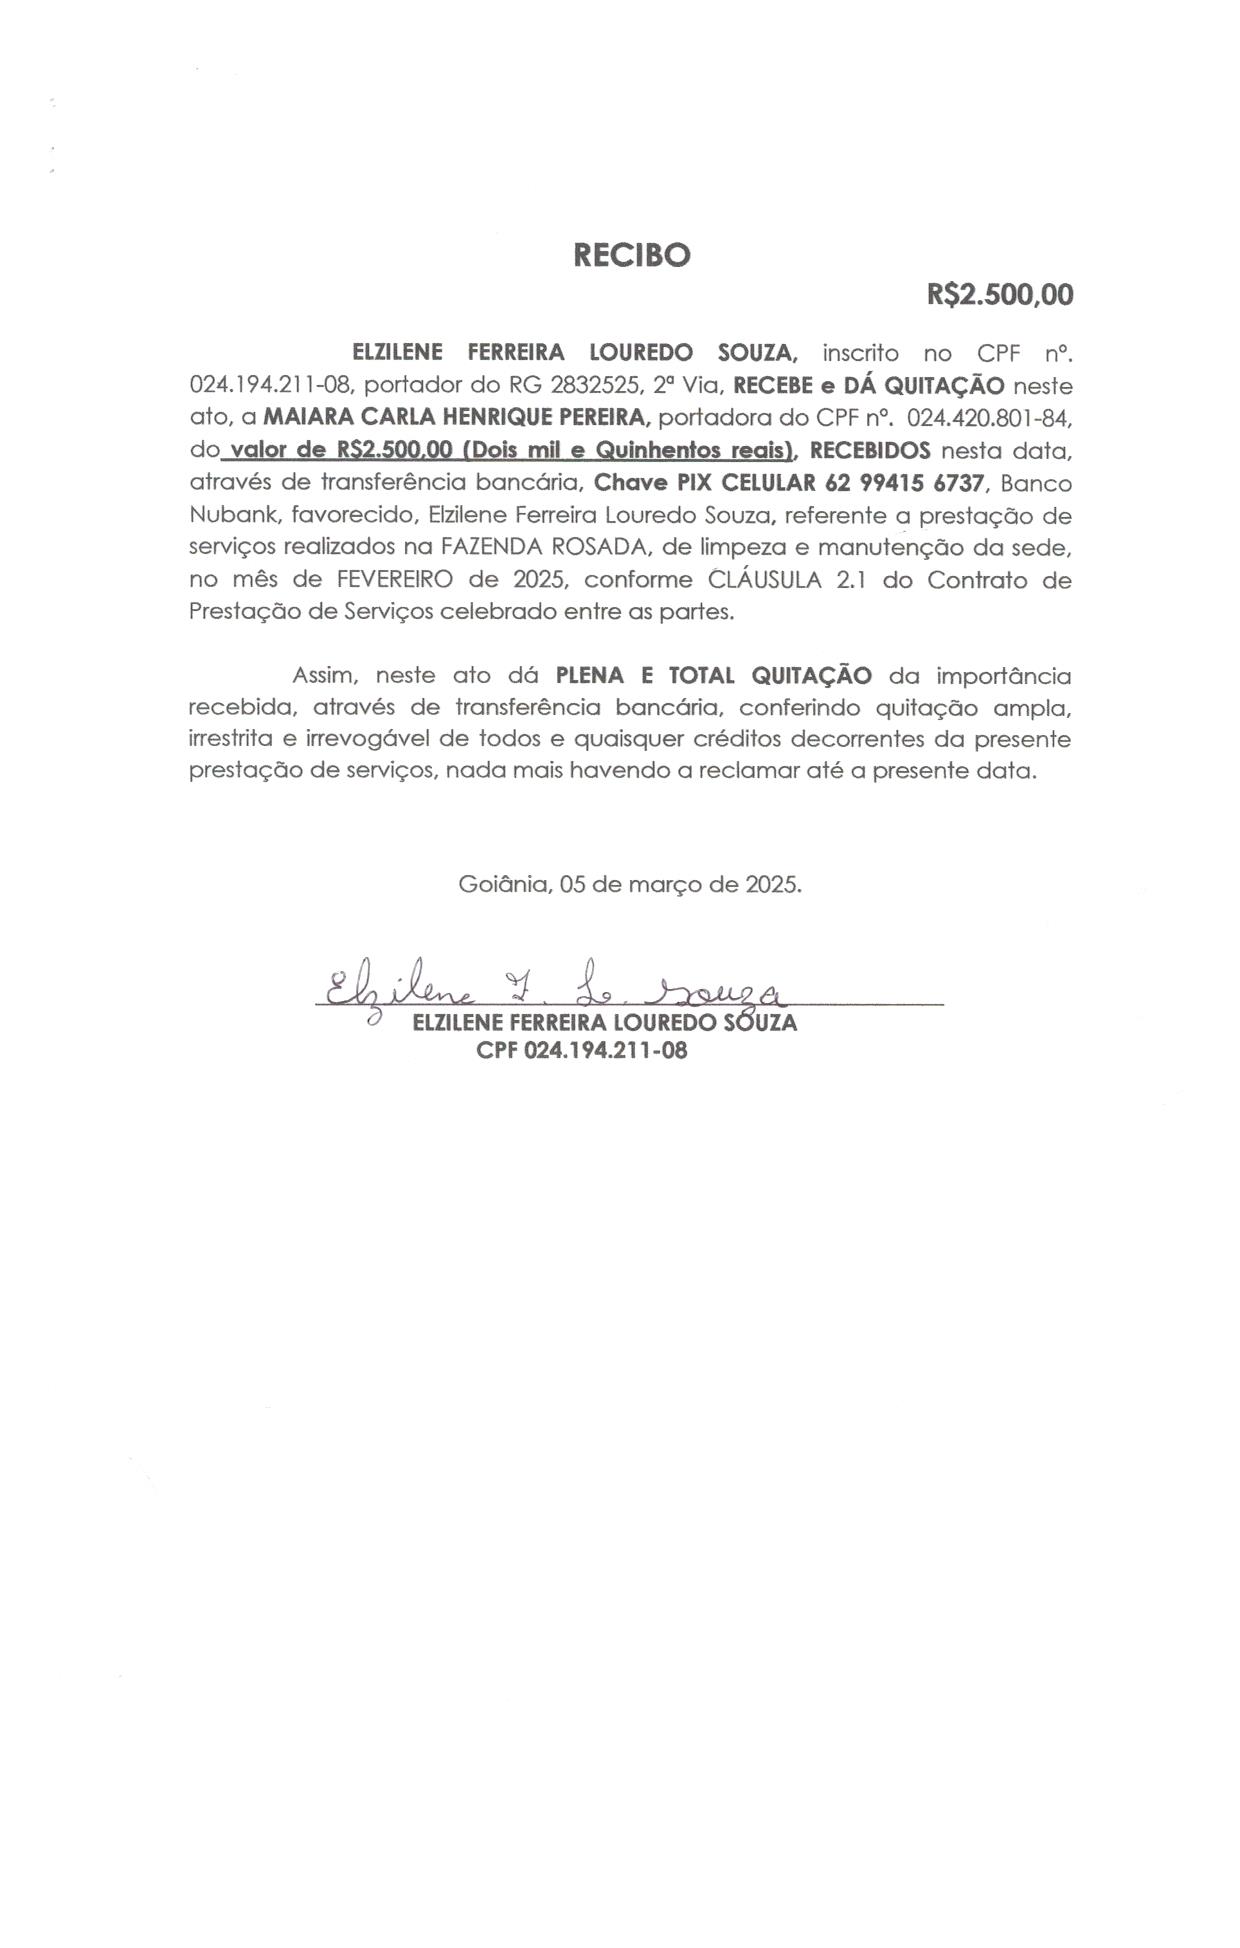 RECIBO
R$2.500,00
ELZILENE FERREIRA LOUREDO SOUZA, inscrito no CPF nº.
024.194.211-08, portador do RG 2832525, 2ª Via, RECEBE e DÁ QUITAÇÃO neste
ato, a MAIARA CARLA HENRIQUE PEREIRA, portadora do CPF nº. 024.420.801-84,
do valor de R$2.500,00 (Dois mil e Quinhentos reais), RECEBIDOS nesta data,
através de transferência bancária, Chave PIX CELULAR 62 99415 6737, Banco
Nubank, favorecido, Elzilene Ferreira Louredo Souza, referente a prestação de
serviços realizados na FAZENDA ROSADA, de limpeza e manutenção da sede,
no mês de FEVEREIRO de 2025, conforme CLÁUSULA 2.1 do Contrato de
Prestação de Serviços celebrado entre as partes.
Assim, neste ato dá PLENA E TOTAL QUITAÇÃO da importância
recebida, através de transferência bancária, conferindo quitação ampla,
irrestrita e irrevogável de todos e quaisquer créditos decorrentes da presente
prestação de serviços, nada mais havendo a reclamar até a presente data.
Goiânia, 05 de março de 2025.
Elzilene F. Lo. Souza
ELZILENE FERREIRA LOUREDO SOUZA
CPF 024.194.211-08